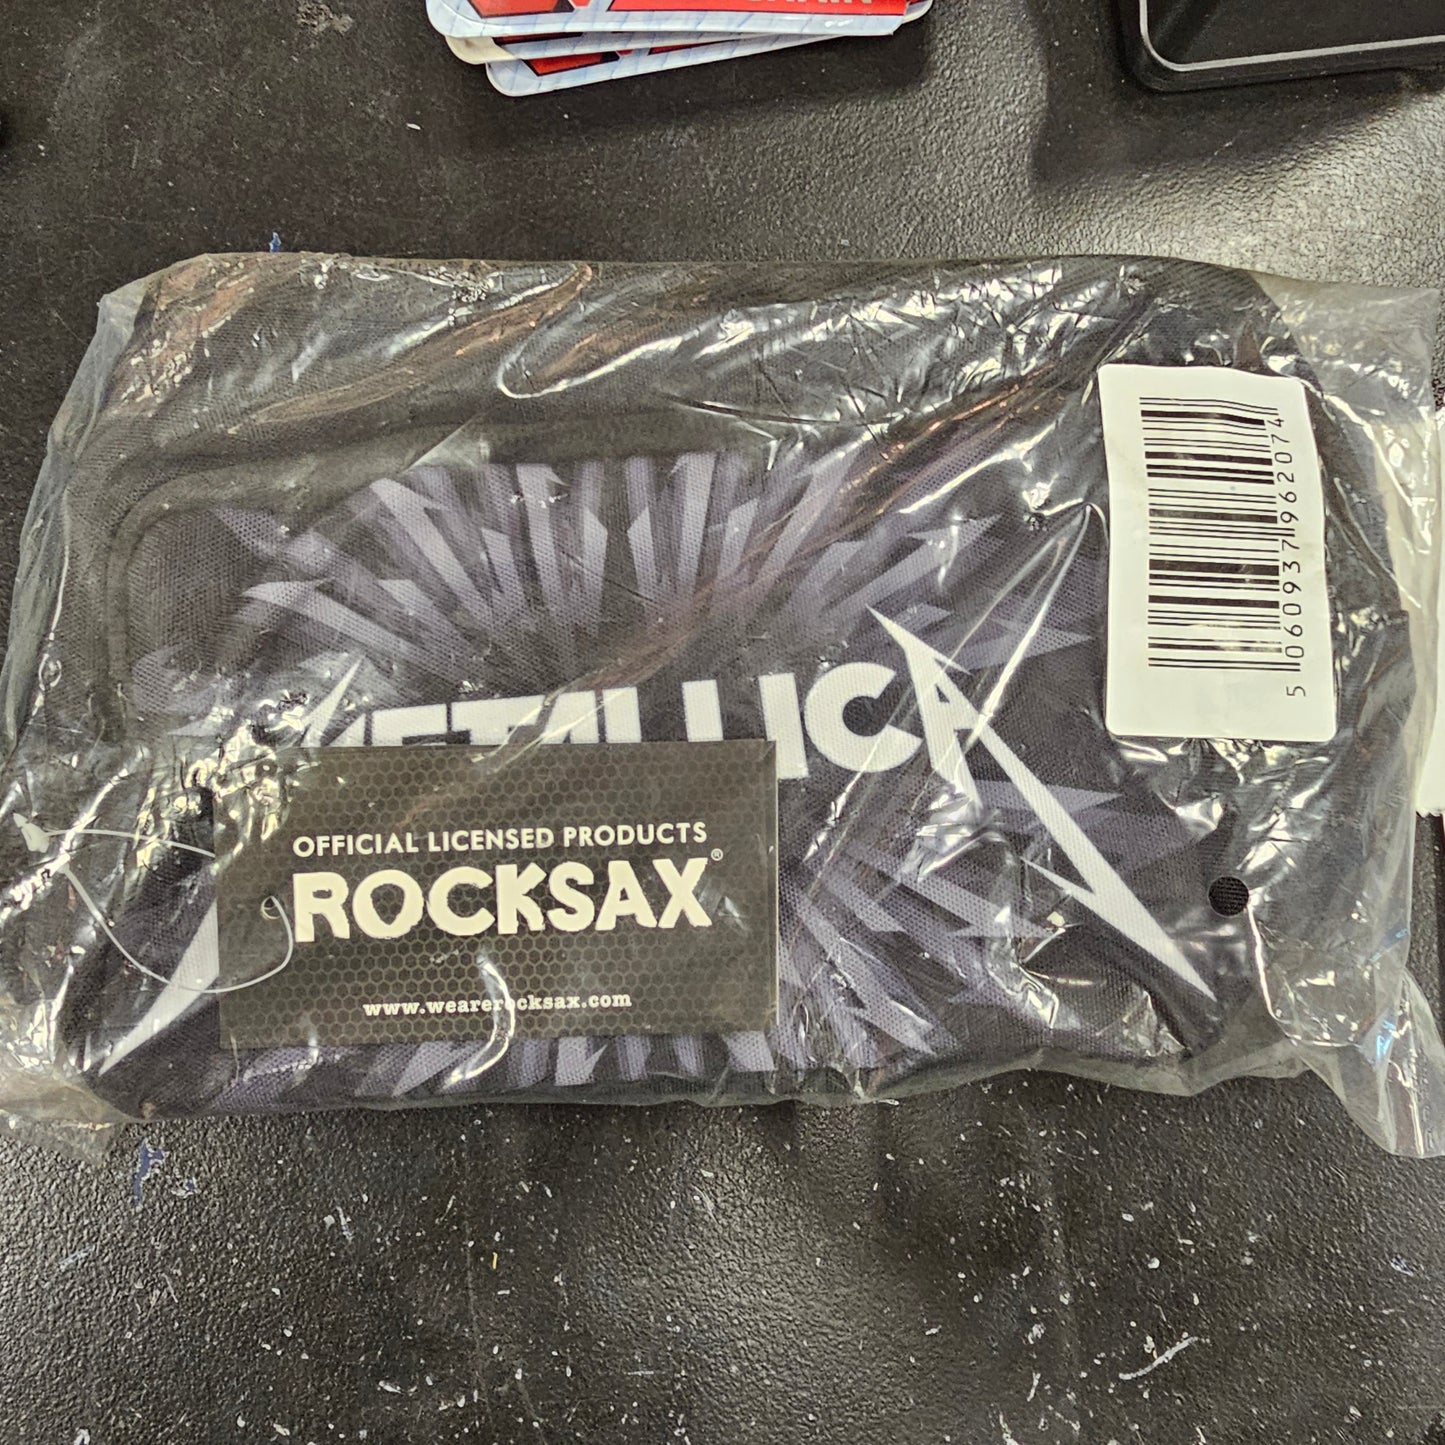 METALLICA
OFFICIAL LICENSED PRODUCTS
ROCKSAX®
www.wearerocksax.com
5 060937 962074